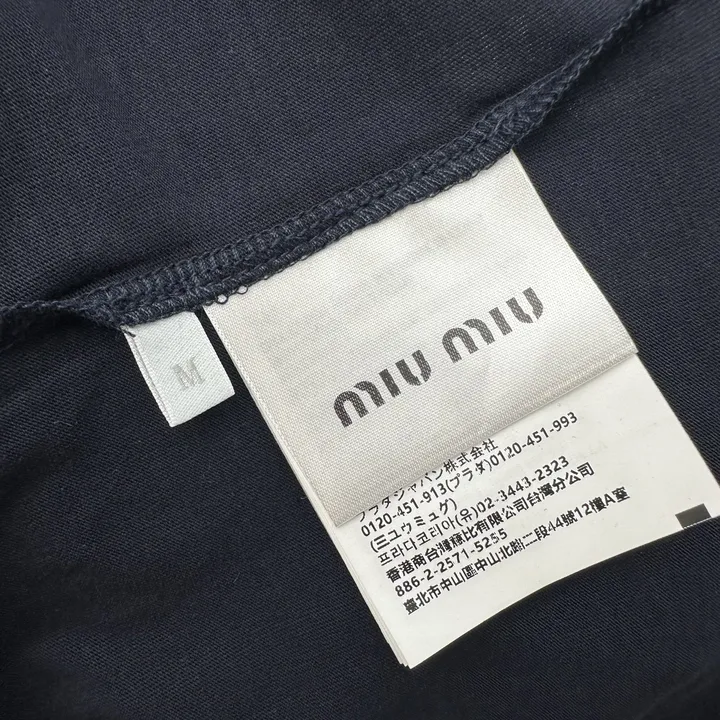 M
miu miu
プラダジャパン株式会社
0120-451-913(プラダ)0120-451-993
(ミュウミュウ)
프라다코리아(유)02-3443-2323
香港商台灣蓓比有限公司台灣分公司
886-2-2571-5255
臺北市中山區中山北路二段44號12樓A室